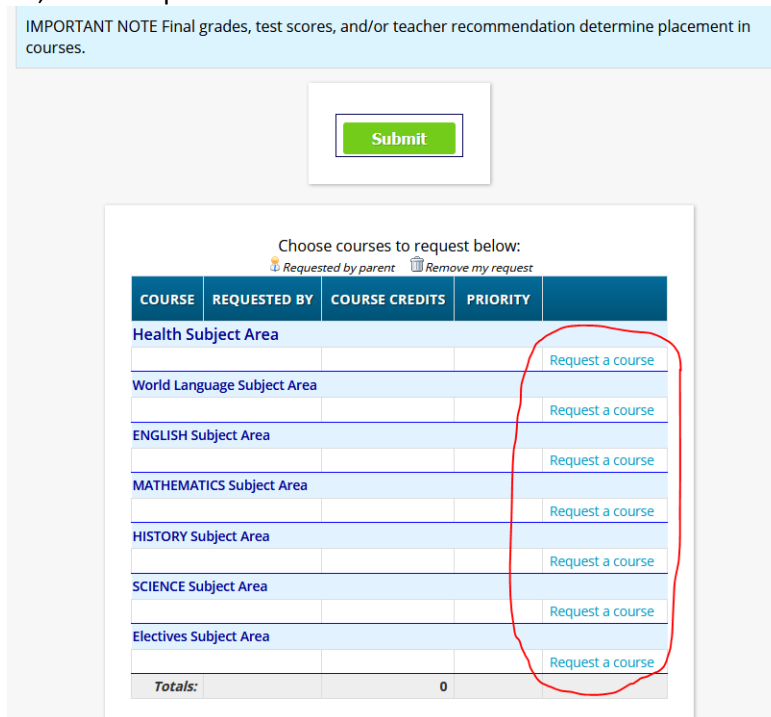 IMPORTANT NOTE Final grades, test scores, and/or teacher recommendation determine placement in
courses.
Submit
Choose courses to request below:
Requested by parent Remove my request
COURSE REQUESTED BY COURSE CREDITS PRIORITY
Health Subject Area
Request a course
World Language Subject Area
Request a course
ENGLISH Subject Area
Request a course
MATHEMATICS Subject Area
Request a course
HISTORY Subject Area
Request a course
SCIENCE Subject Area
Request a course
Electives Subject Area
Request a course
Totals: 0